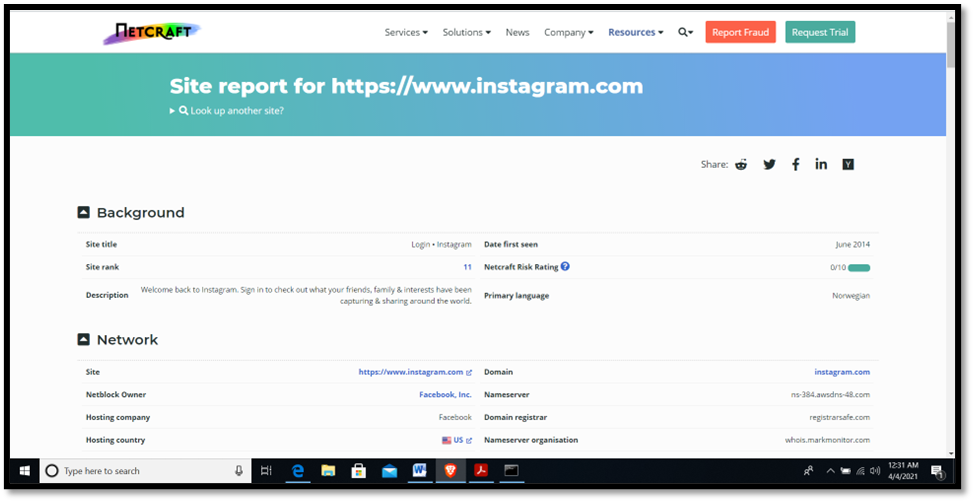 NETCRAFT
Services Solutions News Company Resources Report Fraud Request Trial
Site report for https://www.instagram.com
Look up another site?
Share:
Background
Site title Login • Instagram Date first seen June 2014
Site rank 11 Netcraft Risk Rating ? 0/10
Description Welcome back to Instagram. Sign in to check out what your friends, family & interests have been
capturing & sharing around the world.
Primary language Norwegian
Network
Site https://www.instagram.com Domain instagram.com
Netblock Owner Facebook, Inc. Nameserver ns-384.awsdns-48.com
Hosting company Facebook Domain registrar registrarsafe.com
Hosting country US Nameserver organisation whois.markmonitor.com
Type here to search
12:31 AM
4/4/2021